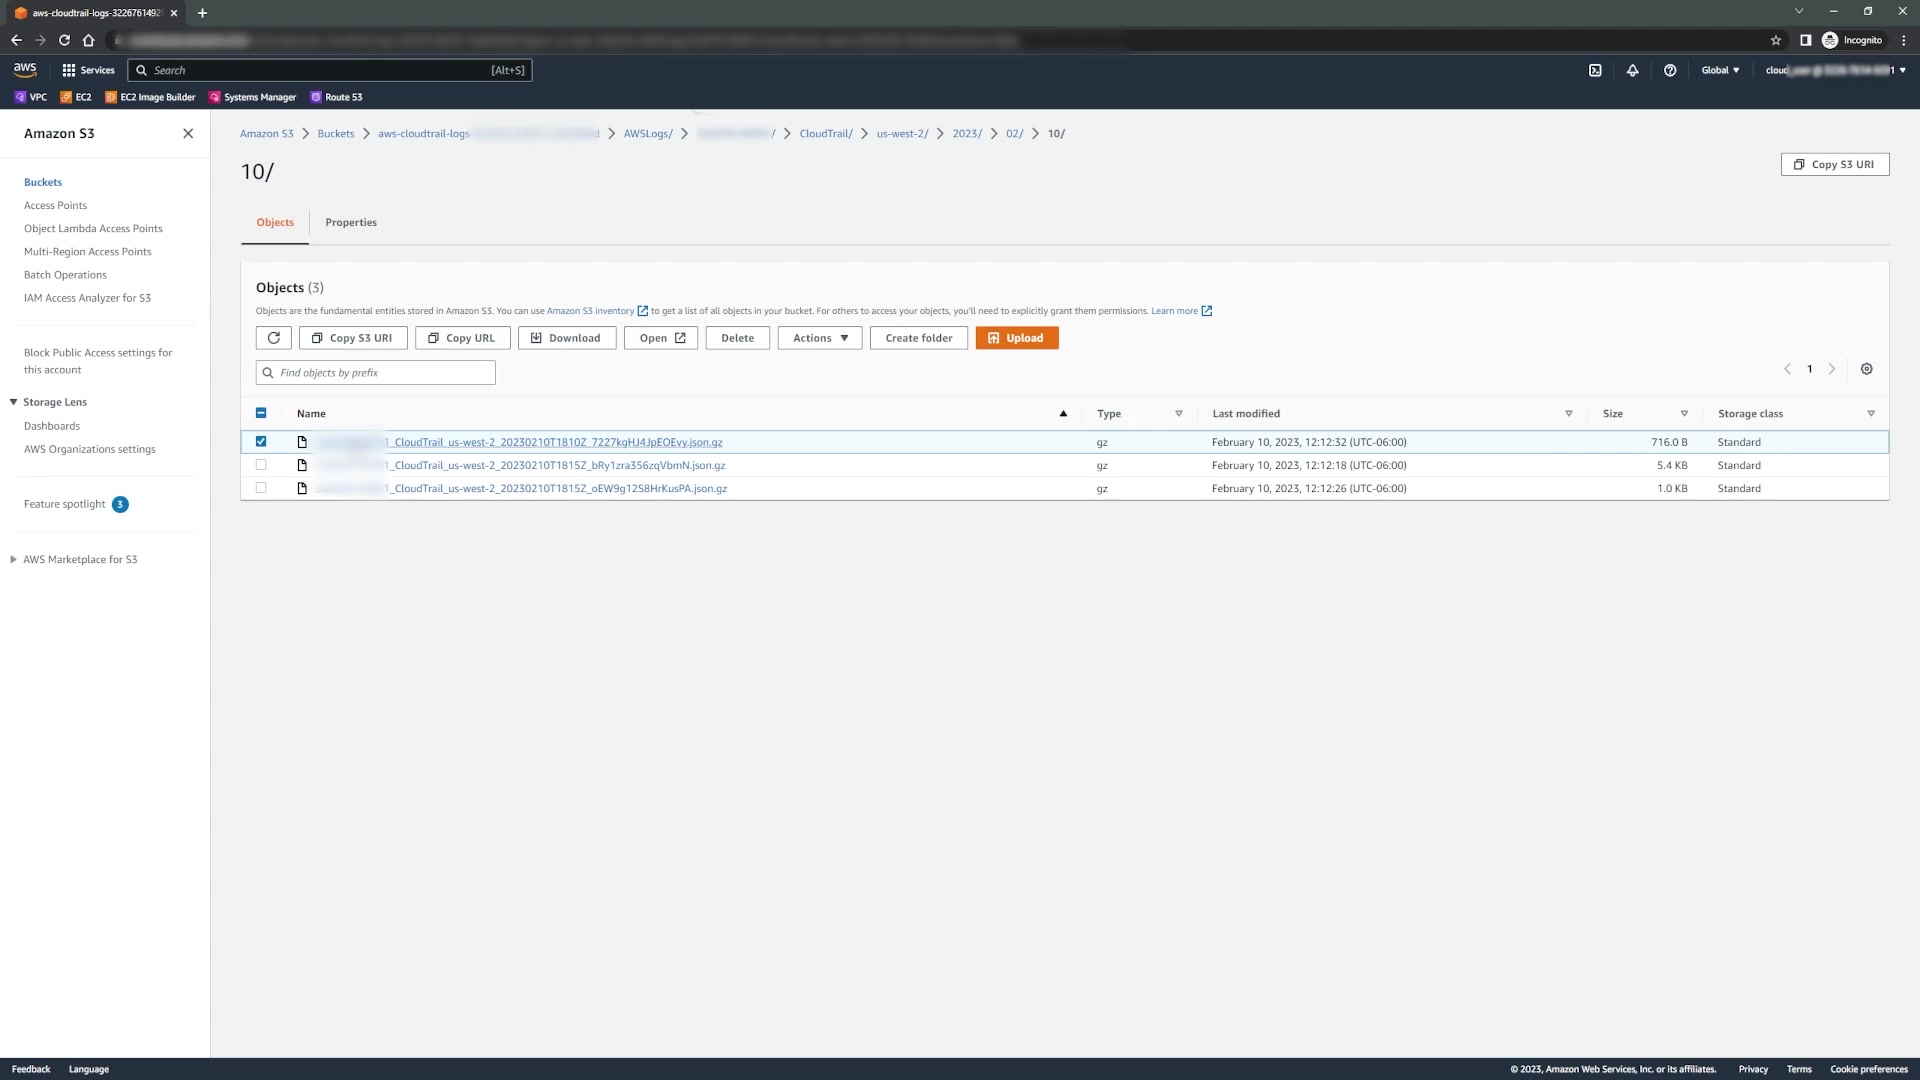 aws-cloudtrail-logs-3226761492
Incognito
aws
Services
Search
[Alt+S]
Global
cloud
VPC
EC2
EC2 Image Builder
Systems Manager
Route 53
Amazon S3
Buckets
Access Points
Object Lambda Access Points
Multi-Region Access Points
Batch Operations
IAM Access Analyzer for S3
Block Public Access settings for
this account
Storage Lens
Dashboards
AWS Organizations settings
Feature spotlight 3
AWS Marketplace for S3
Amazon S3 > Buckets > aws-cloudtrail-logs > AWSLogs/ > / > CloudTrail/ > us-west-2/ > 2023/ > 02/ > 10/
10/
Copy S3 URI
Objects
Properties
Objects (3)
Objects are the fundamental entities stored in Amazon S3. You can use Amazon S3 inventory to get a list of all objects in your bucket. For others to access your objects, you'll need to explicitly grant them permissions. Learn more
Copy S3 URI
Copy URL
Download
Open
Delete
Actions
Create folder
Upload
Find objects by prefix
1
Name Type Last modified Size Storage class
1_CloudTrail_us-west-2_20230210T1810Z_7227kgHJ4JpEOEvy.json.gz gz February 10, 2023, 12:12:32 (UTC-06:00) 716.0 B Standard
1_CloudTrail_us-west-2_20230210T1815Z_bRy1zra356zqVbmN.json.gz gz February 10, 2023, 12:12:18 (UTC-06:00) 5.4 KB Standard
1_CloudTrail_us-west-2_20230210T1815Z_oEW9g12S8HrKusPA.json.gz gz February 10, 2023, 12:12:26 (UTC-06:00) 1.0 KB Standard
Feedback
Language
© 2023, Amazon Web Services, Inc. or its affiliates.
Privacy
Terms
Cookie preferences